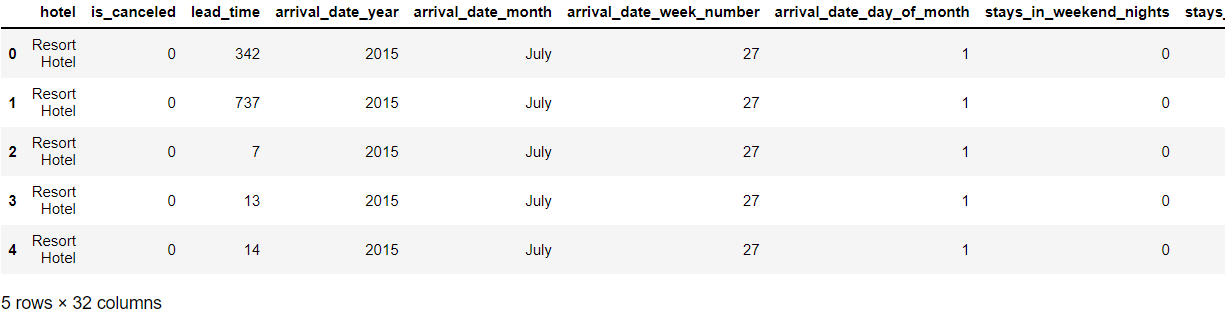 hotel is_canceled lead_time arrival_date_year arrival_date_month arrival_date_week_number arrival_date_day_of_month stays_in_weekend_nights stays_
0 Resort Hotel 0 342 2015 July 27 1 0
1 Resort Hotel 0 737 2015 July 27 1 0
2 Resort Hotel 0 7 2015 July 27 1 0
3 Resort Hotel 0 13 2015 July 27 1 0
4 Resort Hotel 0 14 2015 July 27 1 0
5 rows × 32 columns